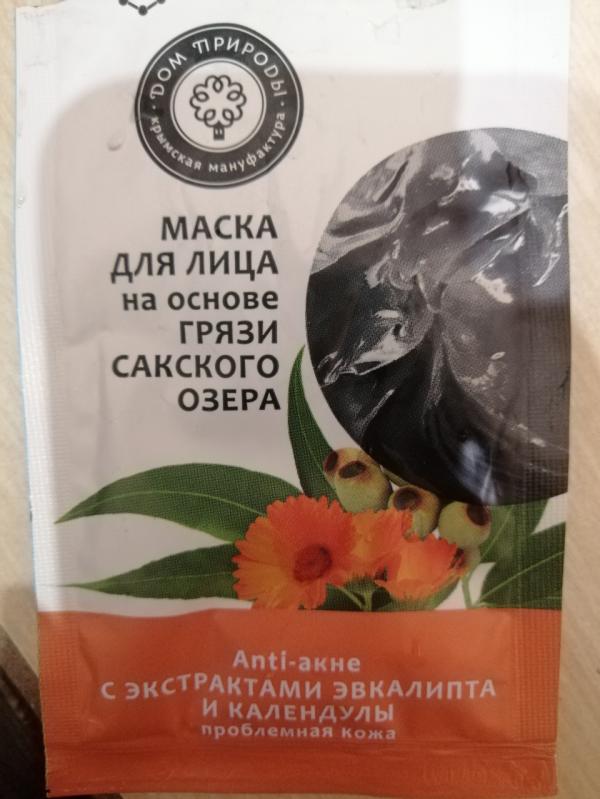 ДОМ ПРИРОДЫ
крымская мануфактура
МАСКА
ДЛЯ ЛИЦА
на основе
ГРЯЗИ
САКСКОГО
ОЗЕРА
Anti-акне
С ЭКСТРАКТАМИ ЭВКАЛИПТА
И КАЛЕНДУЛЫ
проблемная кожа